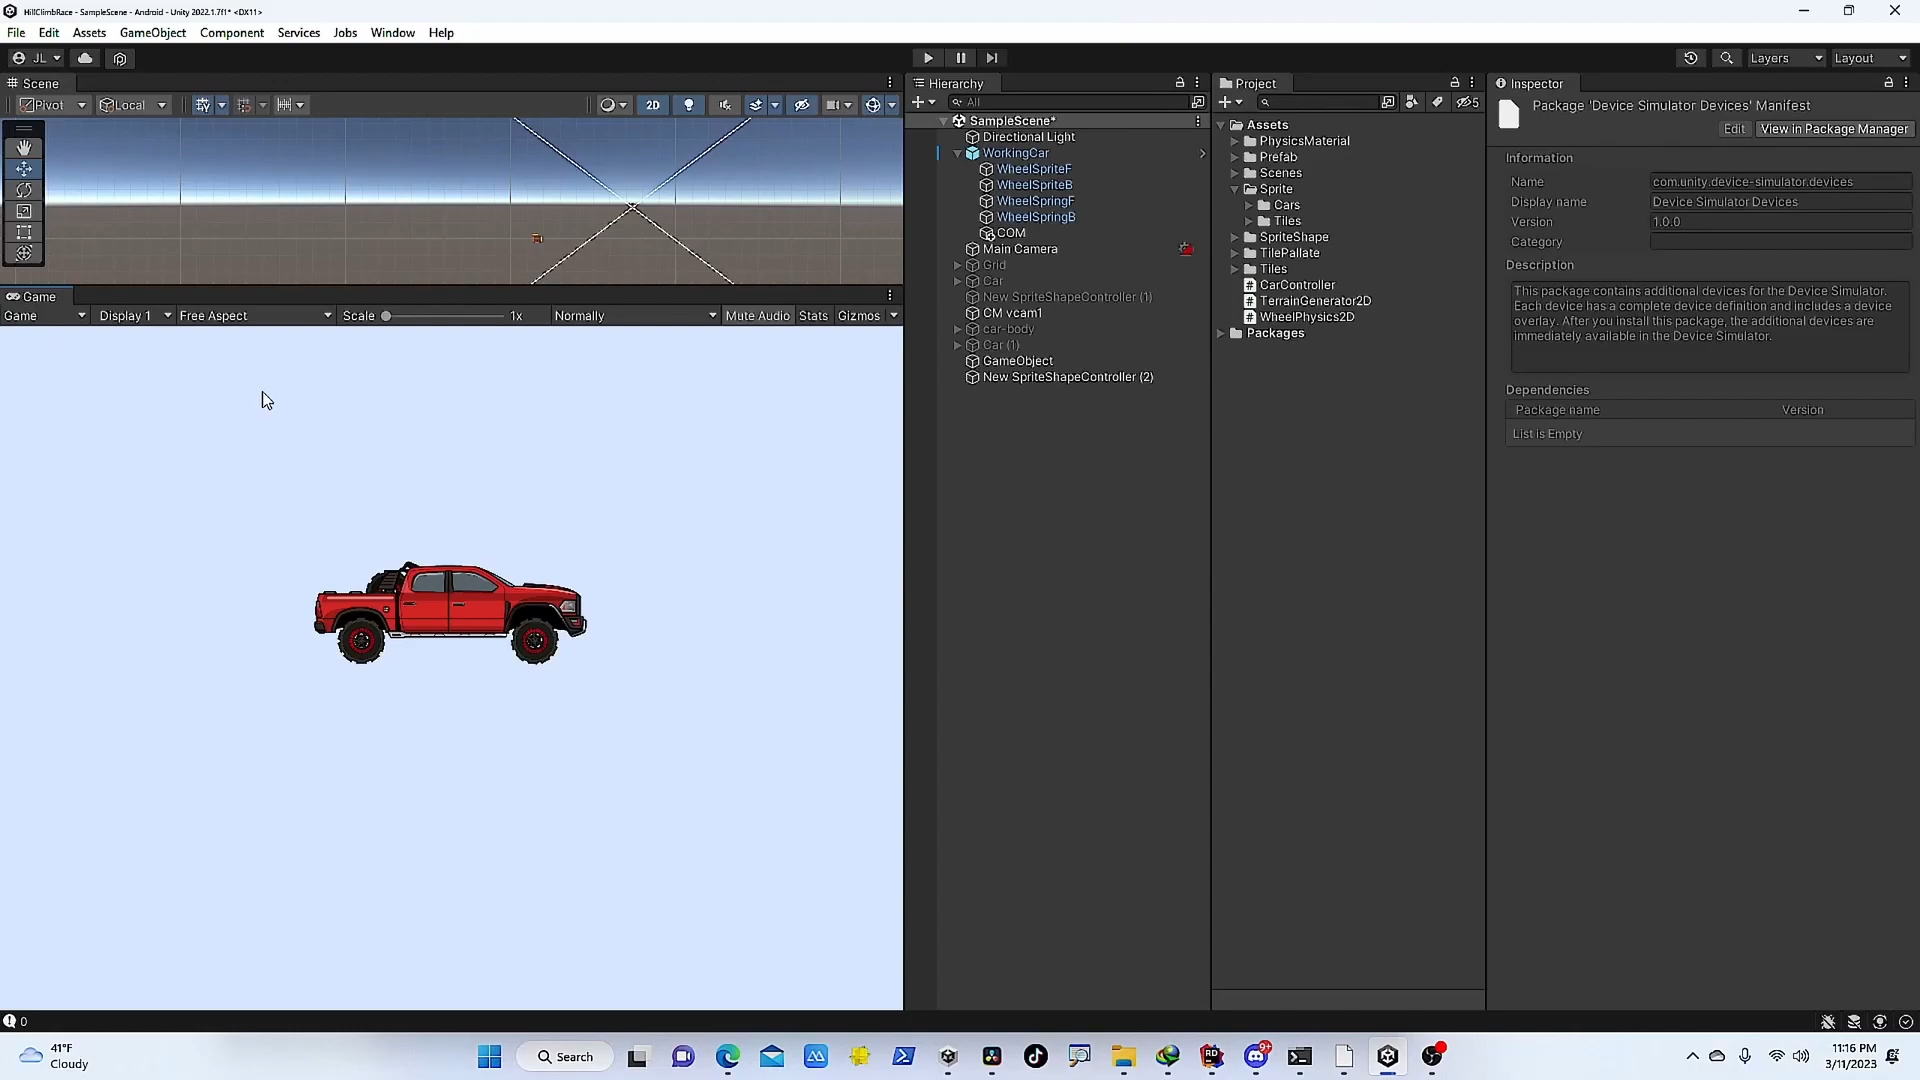 HillClimbRace - SampleScene - Android - Unity 2022.1.7f1* <DX11>
File Edit Assets GameObject Component Services Jobs Window Help
JL Layers Layout
Scene
Pivot Local 2D
Game
Game Display 1 Free Aspect Scale 1x Normally Mute Audio Stats Gizmos
Hierarchy
All
SampleScene*
Directional Light
WorkingCar
WheelSpriteF
WheelSpriteB
WheelSpringF
WheelSpringB
COM
Main Camera
Grid
Car
New SpriteShapeController (1)
CM vcam1
car-body
Car (1)
GameObject
New SpriteShapeController (2)
Project
5
Assets
PhysicsMaterial
Prefab
Scenes
Sprite
Cars
Tiles
SpriteShape
TilePallate
Tiles
CarController
TerrainGenerator2D
WheelPhysics2D
Packages
Inspector
Package 'Device Simulator Devices' Manifest
Edit View in Package Manager
Information
Name com.unity.device-simulator.devices
Display name Device Simulator Devices
Version 1.0.0
Category
Description
This package contains additional devices for the Device Simulator.
Each device has a complete device definition and includes a device
overlay. After you install this package, the additional devices are
immediately available in the Device Simulator.
Dependencies
Package name Version
List is Empty
0
41°F
Cloudy
Search
RD
9+
11:16 PM
3/11/2023